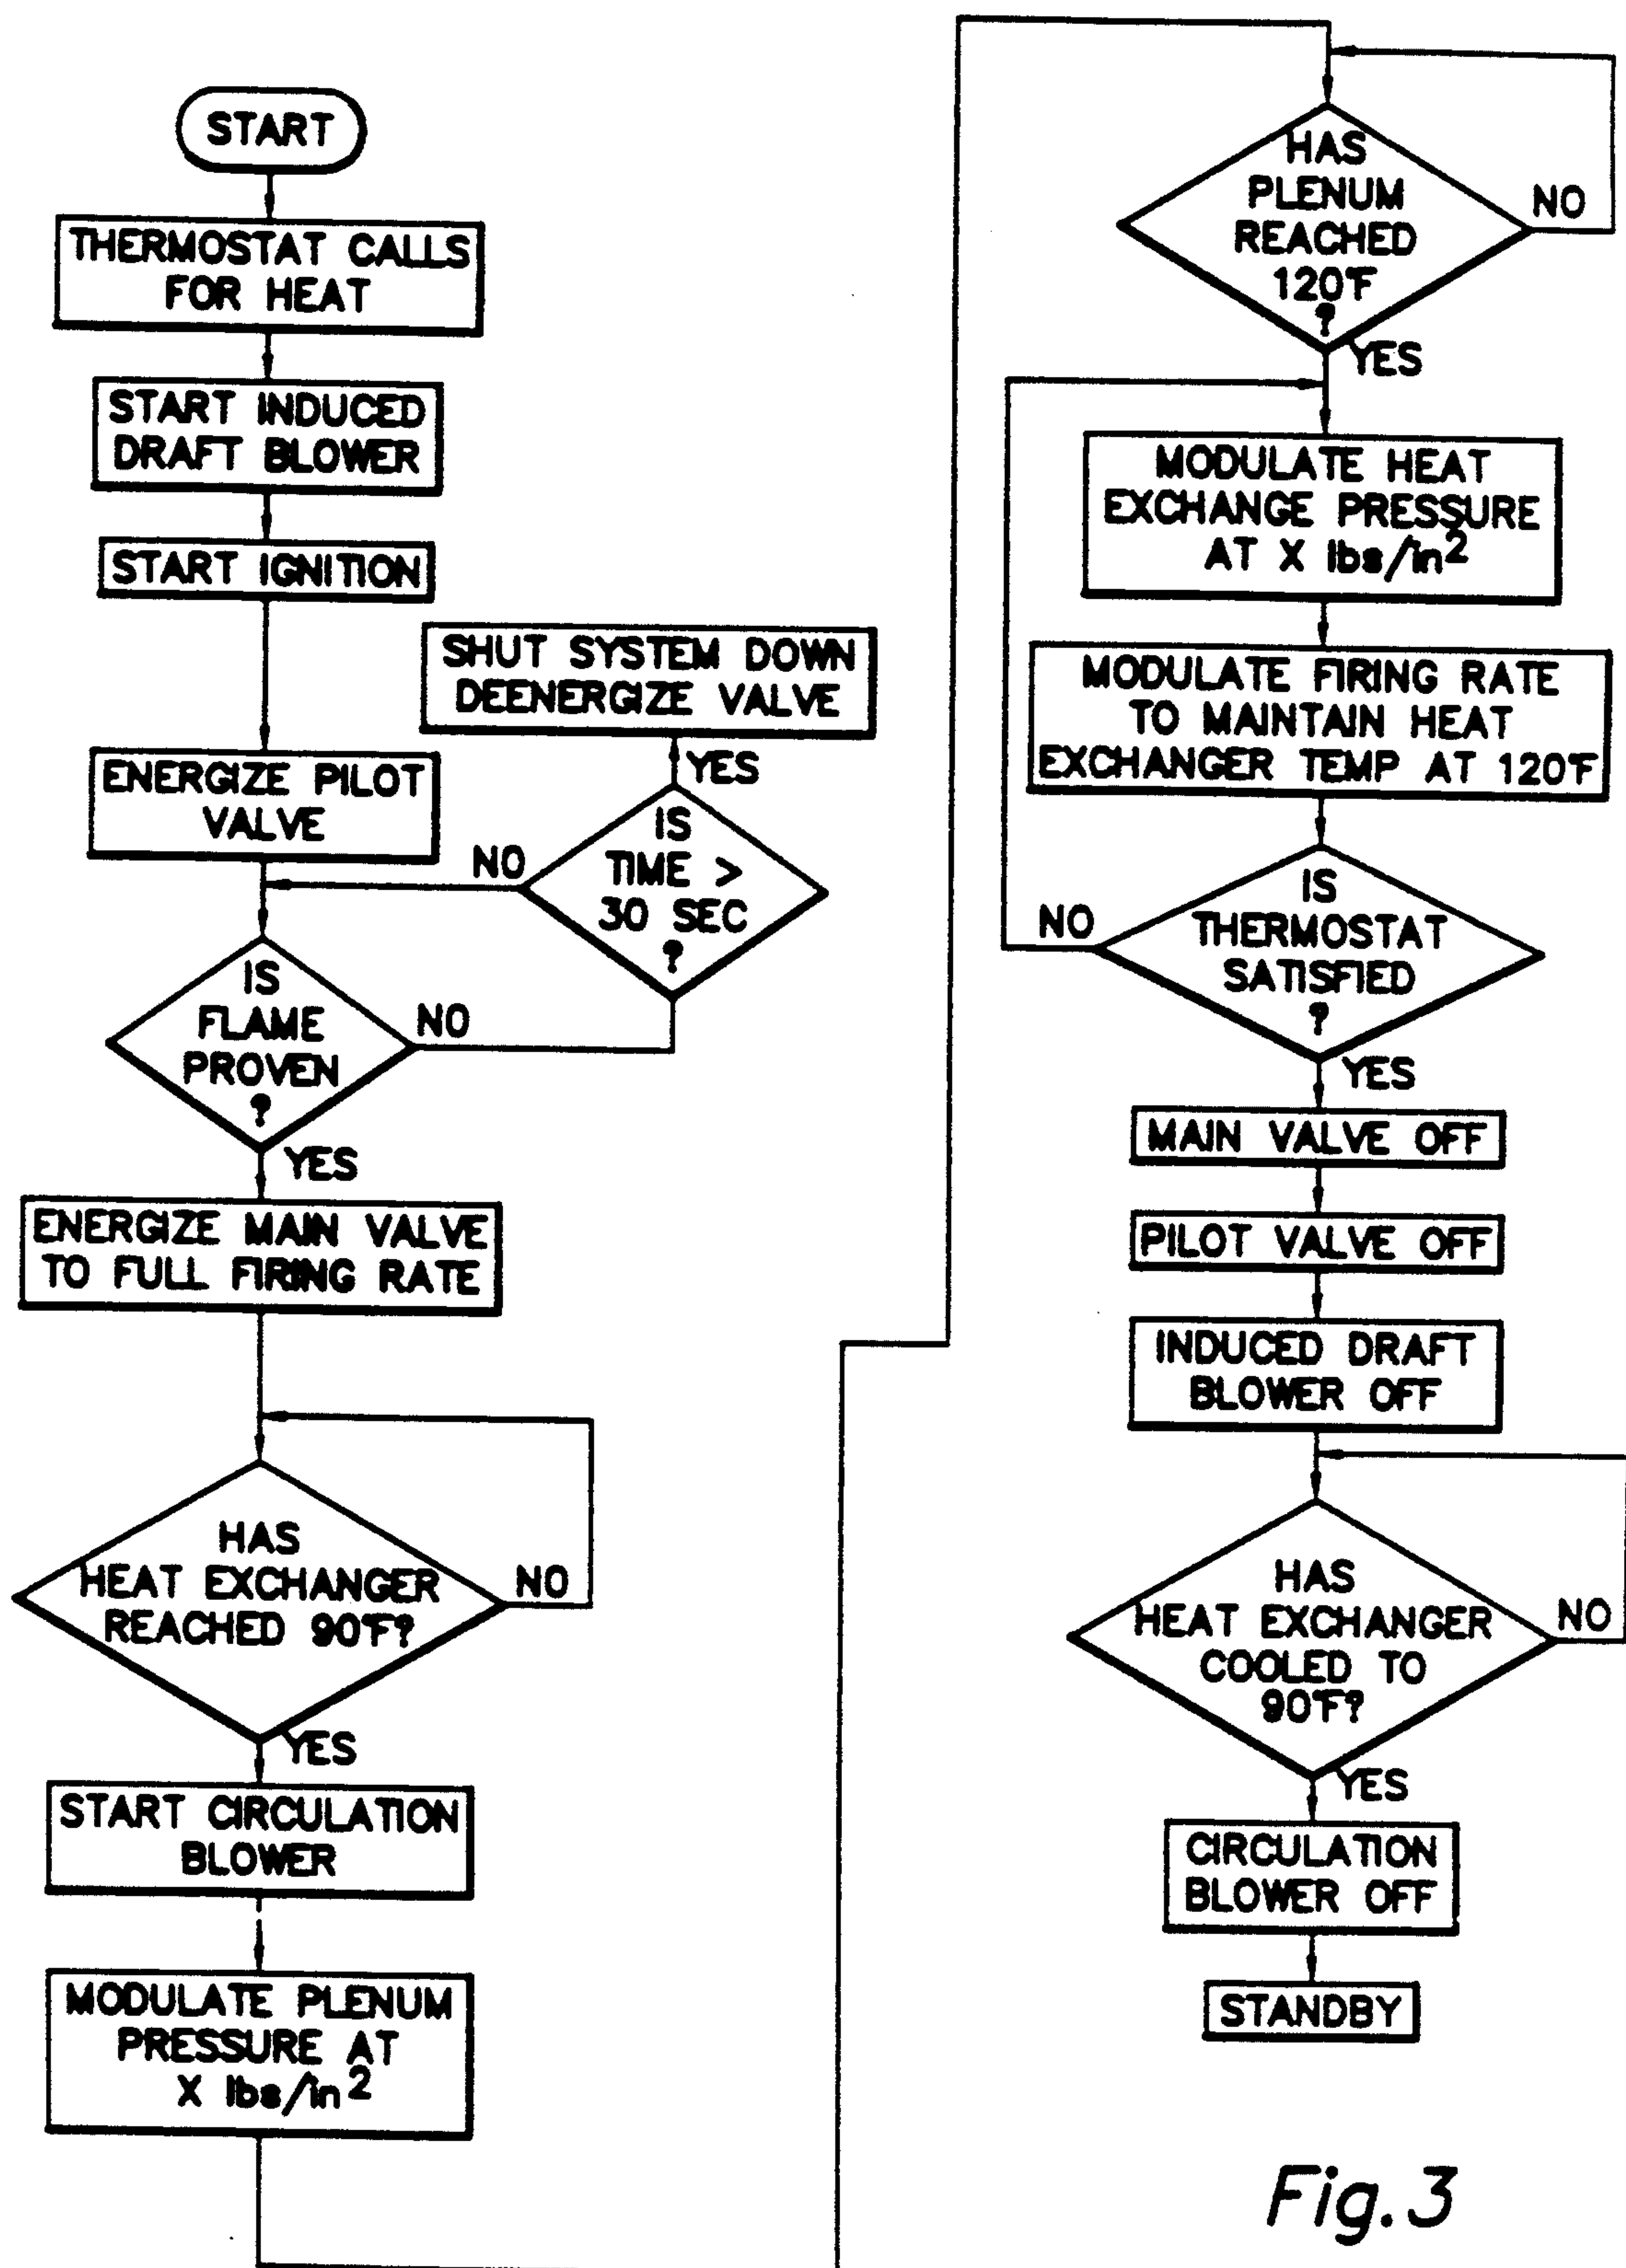 START
THERMOSTAT CALLS
FOR HEAT
START INDUCED
DRAFT BLOWER
START IGNITION
SHUT SYSTEM DOWN
DEENERGIZE VALVE
YES
ENERGIZE PILOT
VALVE
IS
TIME >
30 SEC
?
NO
IS
FLAME
PROVEN
?
NO
YES
ENERGIZE MAIN VALVE
TO FULL FIRING RATE
HAS
HEAT EXCHANGER
REACHED 90°F?
NO
YES
START CIRCULATION
BLOWER
MODULATE PLENUM
PRESSURE AT
X lbs/in²
HAS
PLENUM
REACHED
120°F
?
NO
YES
MODULATE HEAT
EXCHANGE PRESSURE
AT X lbs/in²
MODULATE FIRING RATE
TO MAINTAIN HEAT
EXCHANGER TEMP AT 120°F
IS
THERMOSTAT
SATISFIED
?
NO
YES
MAIN VALVE OFF
PILOT VALVE OFF
INDUCED DRAFT
BLOWER OFF
HAS
HEAT EXCHANGER
COOLED TO
90°F?
NO
YES
CIRCULATION
BLOWER OFF
STANDBY
Fig.3